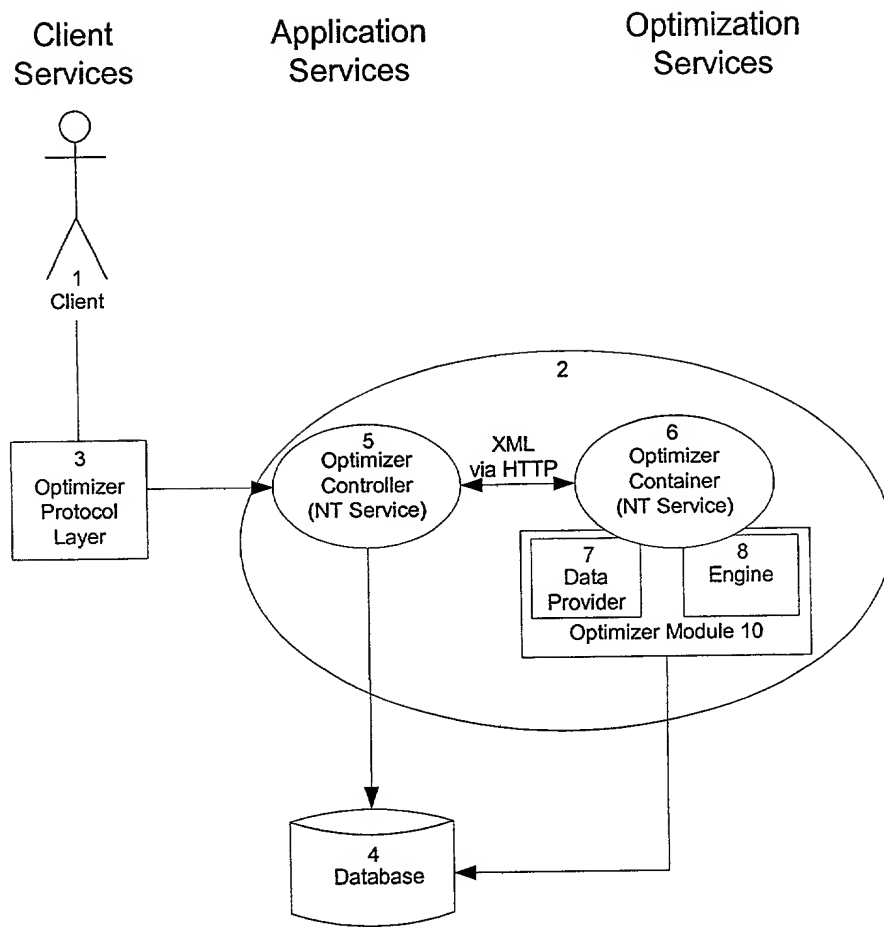 Client
Services
Application
Services
Optimization
Services
1
Client
2
3
Optimizer
Protocol
Layer
5
Optimizer
Controller
(NT Service)
XML
via HTTP
6
Optimizer
Container
(NT Service)
7
Data
Provider
8
Engine
Optimizer Module 10
4
Database